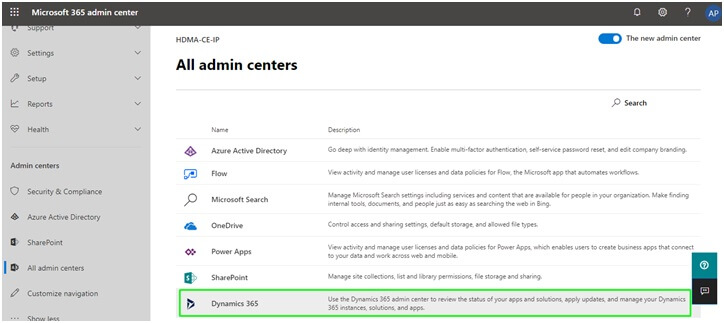 Microsoft 365 admin center
?
AP
Support
Settings
Setup
Reports
Health
Admin centers
Security & Compliance
Azure Active Directory
SharePoint
All admin centers
Customize navigation
Show less
HDMA-CE-IP
The new admin center
All admin centers
Search
Name Description
Azure Active Directory Go deep with identity management. Enable multi-factor authentication, self-service password reset, and edit company branding.
Flow View activity and manage user licenses and data policies for Flow, the Microsoft app that automates workflows.
Microsoft Search Manage Microsoft Search settings including services and content that are available for people in your organization. Make finding
internal tools, documents, and people just as easy as searching the web in Bing.
OneDrive Control access and sharing settings, default storage, and allowed file types.
Power Apps View activity and manage user licenses and data policies for Power Apps, which enables users to create business apps that connect
to your data and work across web and mobile.
SharePoint Manage site collections, list and library permissions, file storage and sharing.
Dynamics 365 Use the Dynamics 365 admin center to review the status of your apps and solutions, apply updates, and manage your Dynamics
365 instances, solutions, and apps.